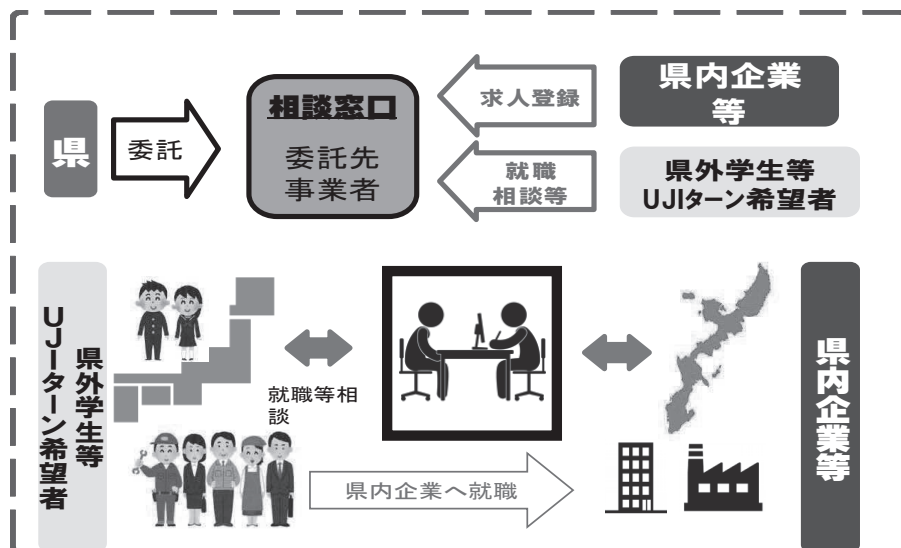 県
委託
相談窓口
委託先
事業者
求人登録
県内企業
等
就職
相談等
県外学生等
UJIターン希望者
県外学生等
UJIターン希望者
就職等相
談
県内企業へ就職
県内企業等